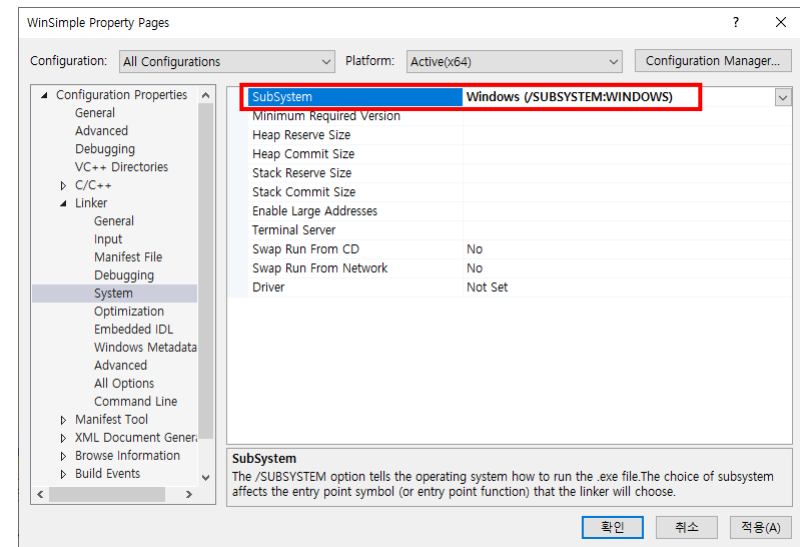 WinSimple Property Pages
?
Configuration: All Configurations Platform: Active(x64) Configuration Manager...
Configuration Properties
General
Advanced
Debugging
VC++ Directories
C/C++
Linker
General
Input
Manifest File
Debugging
System
Optimization
Embedded IDL
Windows Metadata
Advanced
All Options
Command Line
Manifest Tool
XML Document Genera
Browse Information
Build Events
SubSystem Windows (/SUBSYSTEM:WINDOWS)
Minimum Required Version
Heap Reserve Size
Heap Commit Size
Stack Reserve Size
Stack Commit Size
Enable Large Addresses
Terminal Server
Swap Run From CD No
Swap Run From Network No
Driver Not Set
SubSystem
The /SUBSYSTEM option tells the operating system how to run the .exe file.The choice of subsystem
affects the entry point symbol (or entry point function) that the linker will choose.
확인 취소 적용(A)